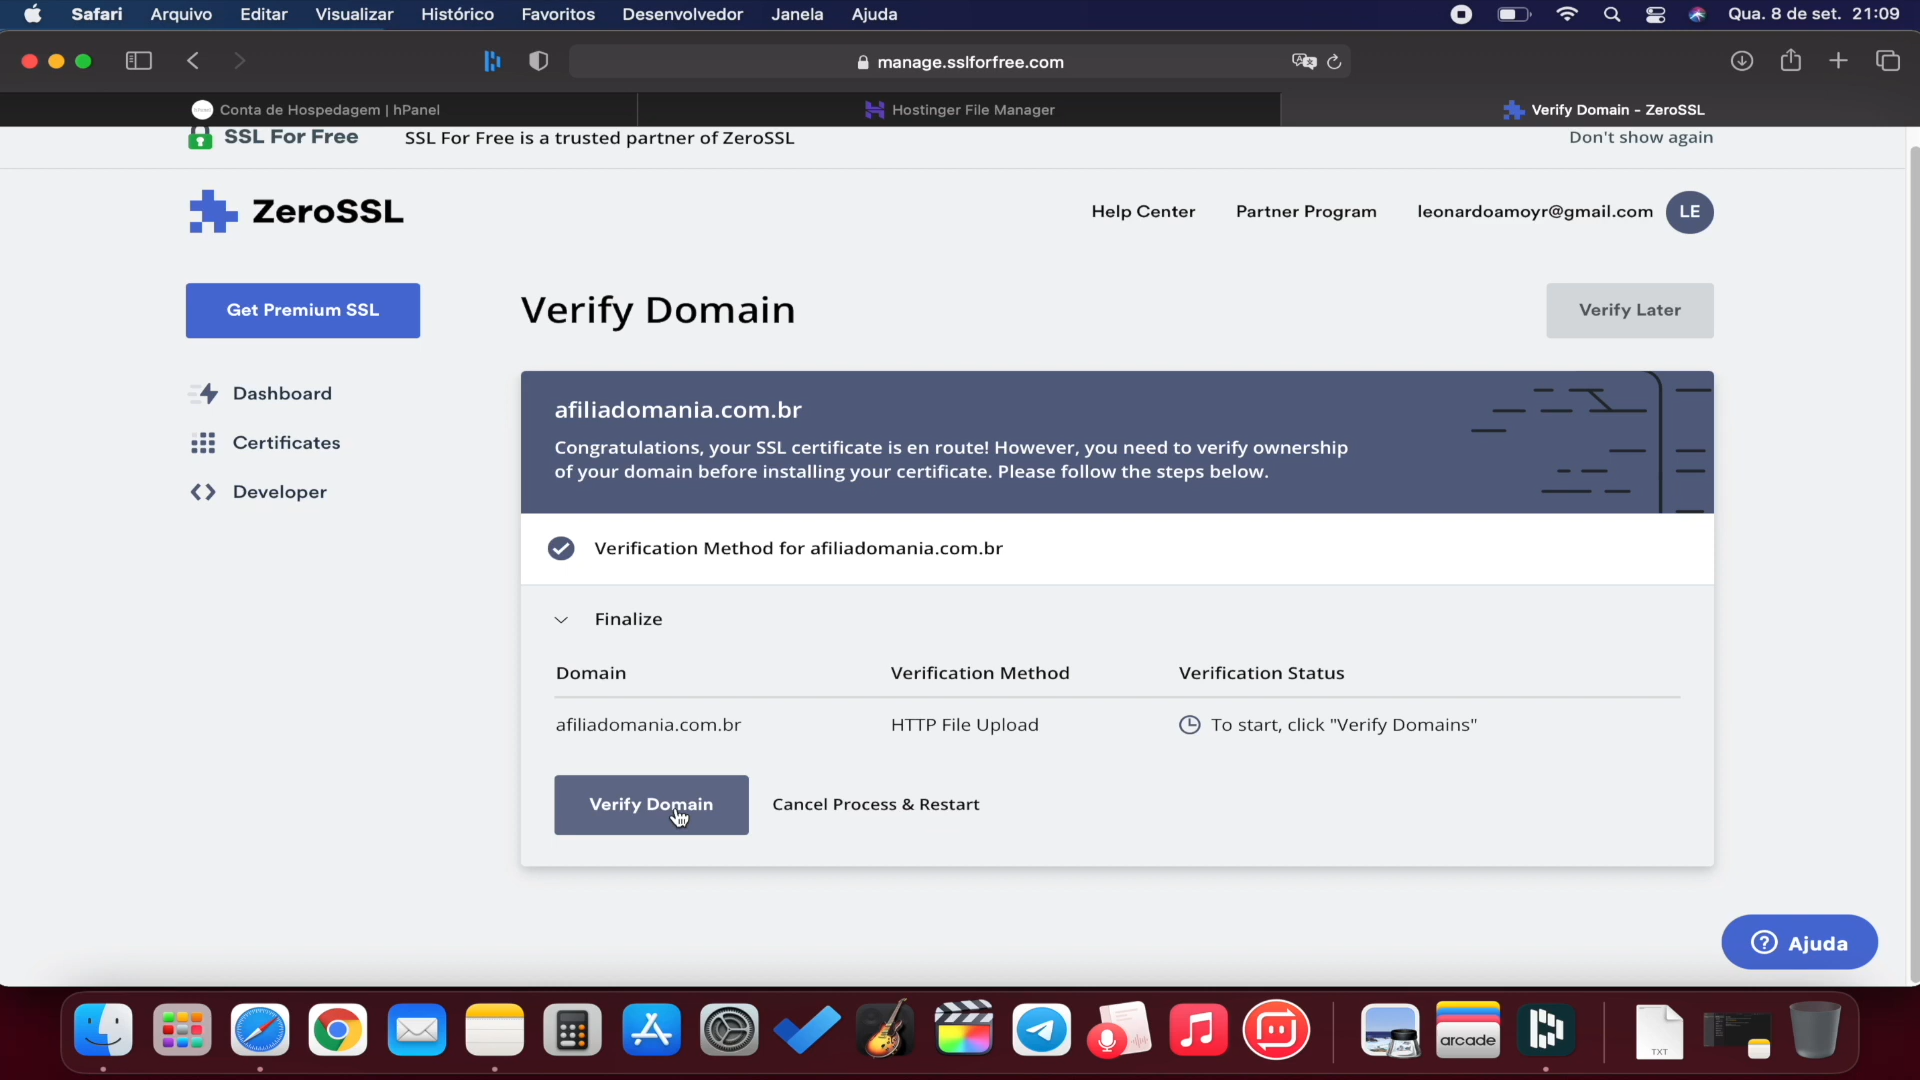 Safari Arquivo Editar Visualizar Histórico Favoritos Desenvolvedor Janela Ajuda Qua. 8 de set. 21:09
manage.sslforfree.com
Conta de Hospedagem | hPanel
Hostinger File Manager
Verify Domain - ZeroSSL
SSL For Free SSL For Free is a trusted partner of ZeroSSL Don't show again
ZeroSSL
Help Center Partner Program leonardoamoyr@gmail.com LE
Get Premium SSL
Verify Domain
Verify Later
Dashboard
Certificates
Developer
afiliadomania.com.br
Congratulations, your SSL certificate is en route! However, you need to verify ownership
of your domain before installing your certificate. Please follow the steps below.
Verification Method for afiliadomania.com.br
Finalize
Domain Verification Method Verification Status
afiliadomania.com.br HTTP File Upload To start, click "Verify Domains"
Verify Domain Cancel Process & Restart
Ajuda
arcade
TXT